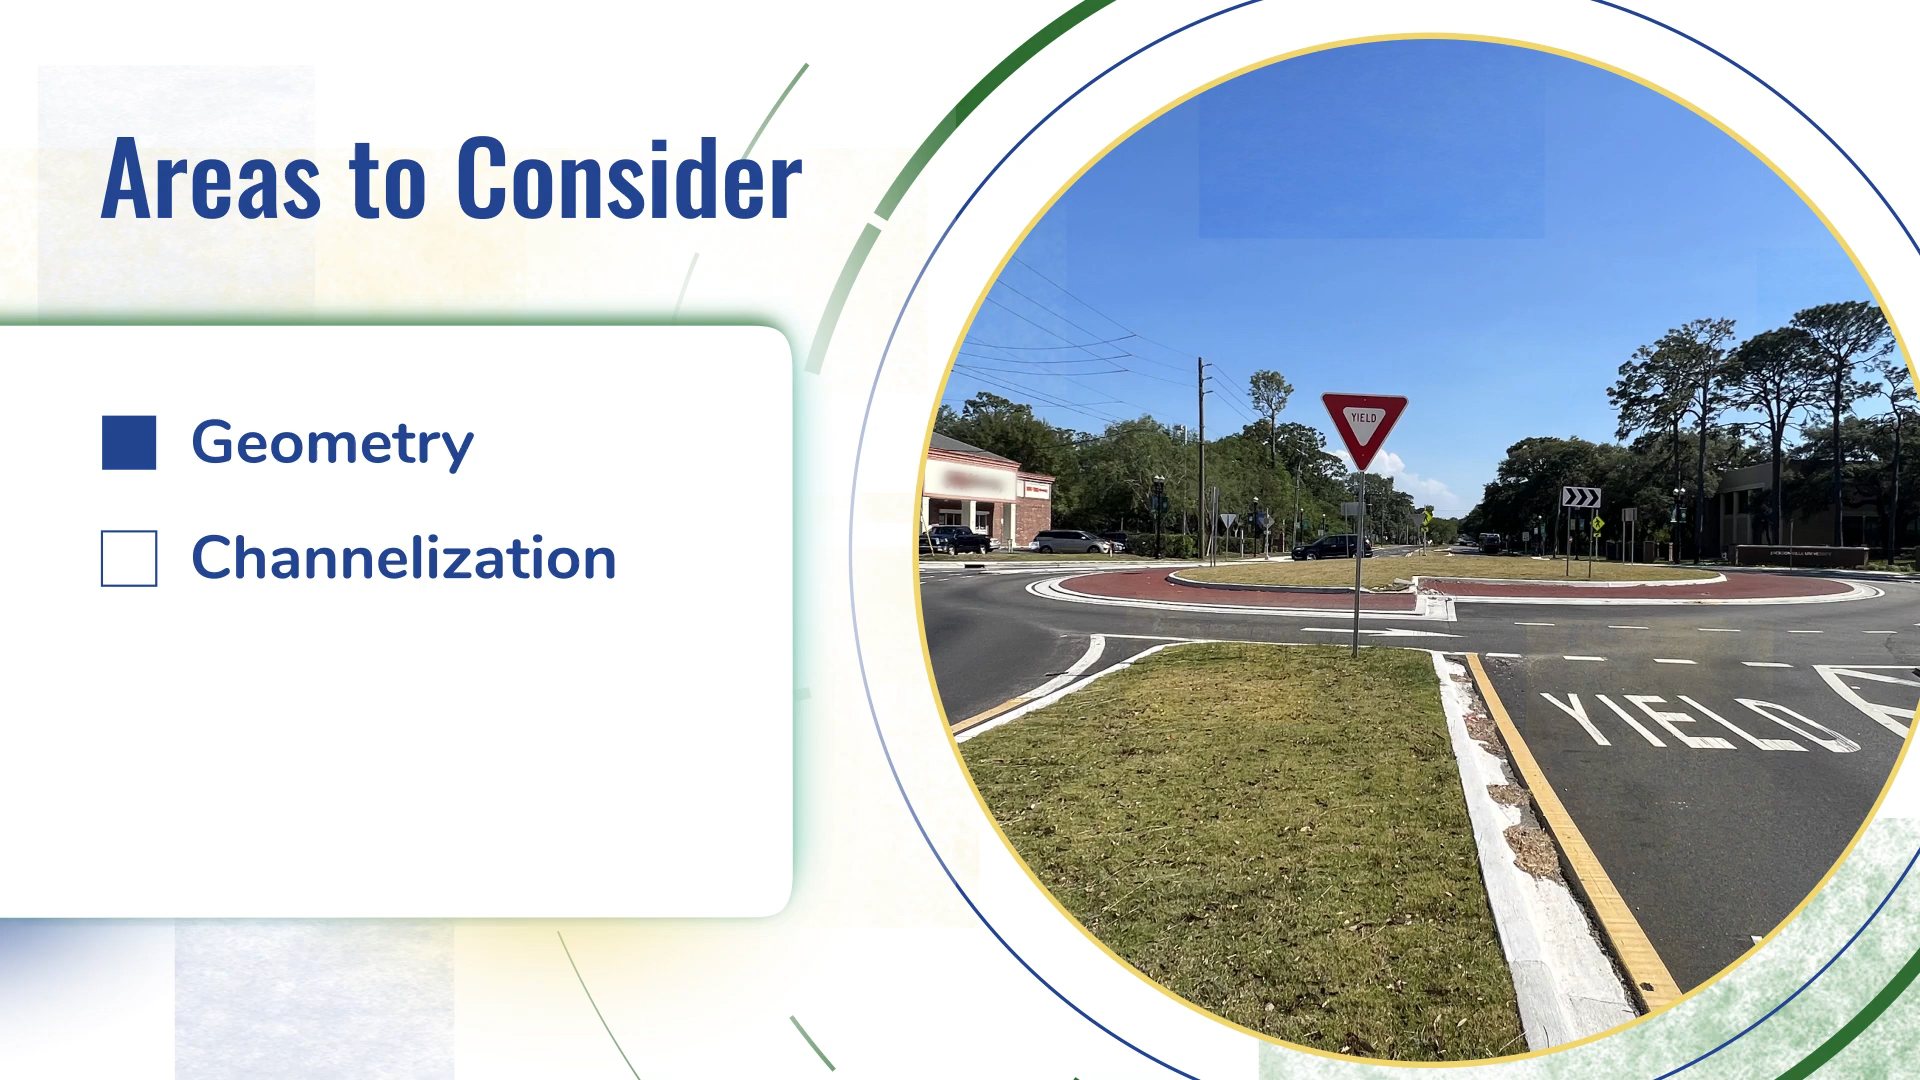 Areas to Consider
Geometry
Channelization
YIELD
YIELD